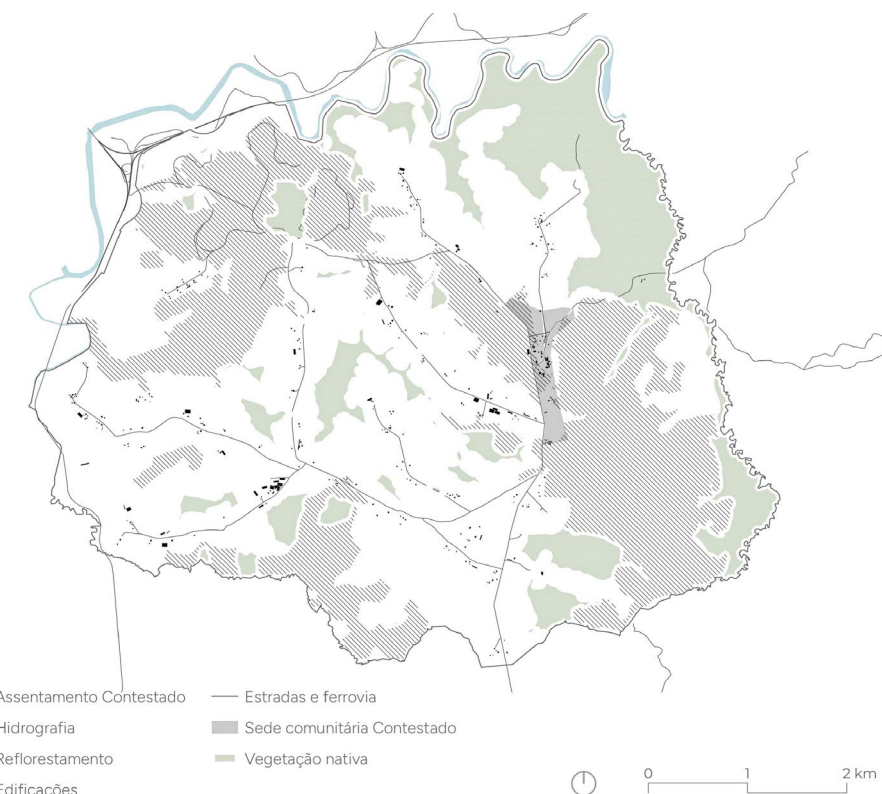 Assentamento Contestado
Hidrografia
Reflorestamento
Edificações
Estradas e ferrovia
Sede comunitária Contestado
Vegetação nativa
0 1 2 km